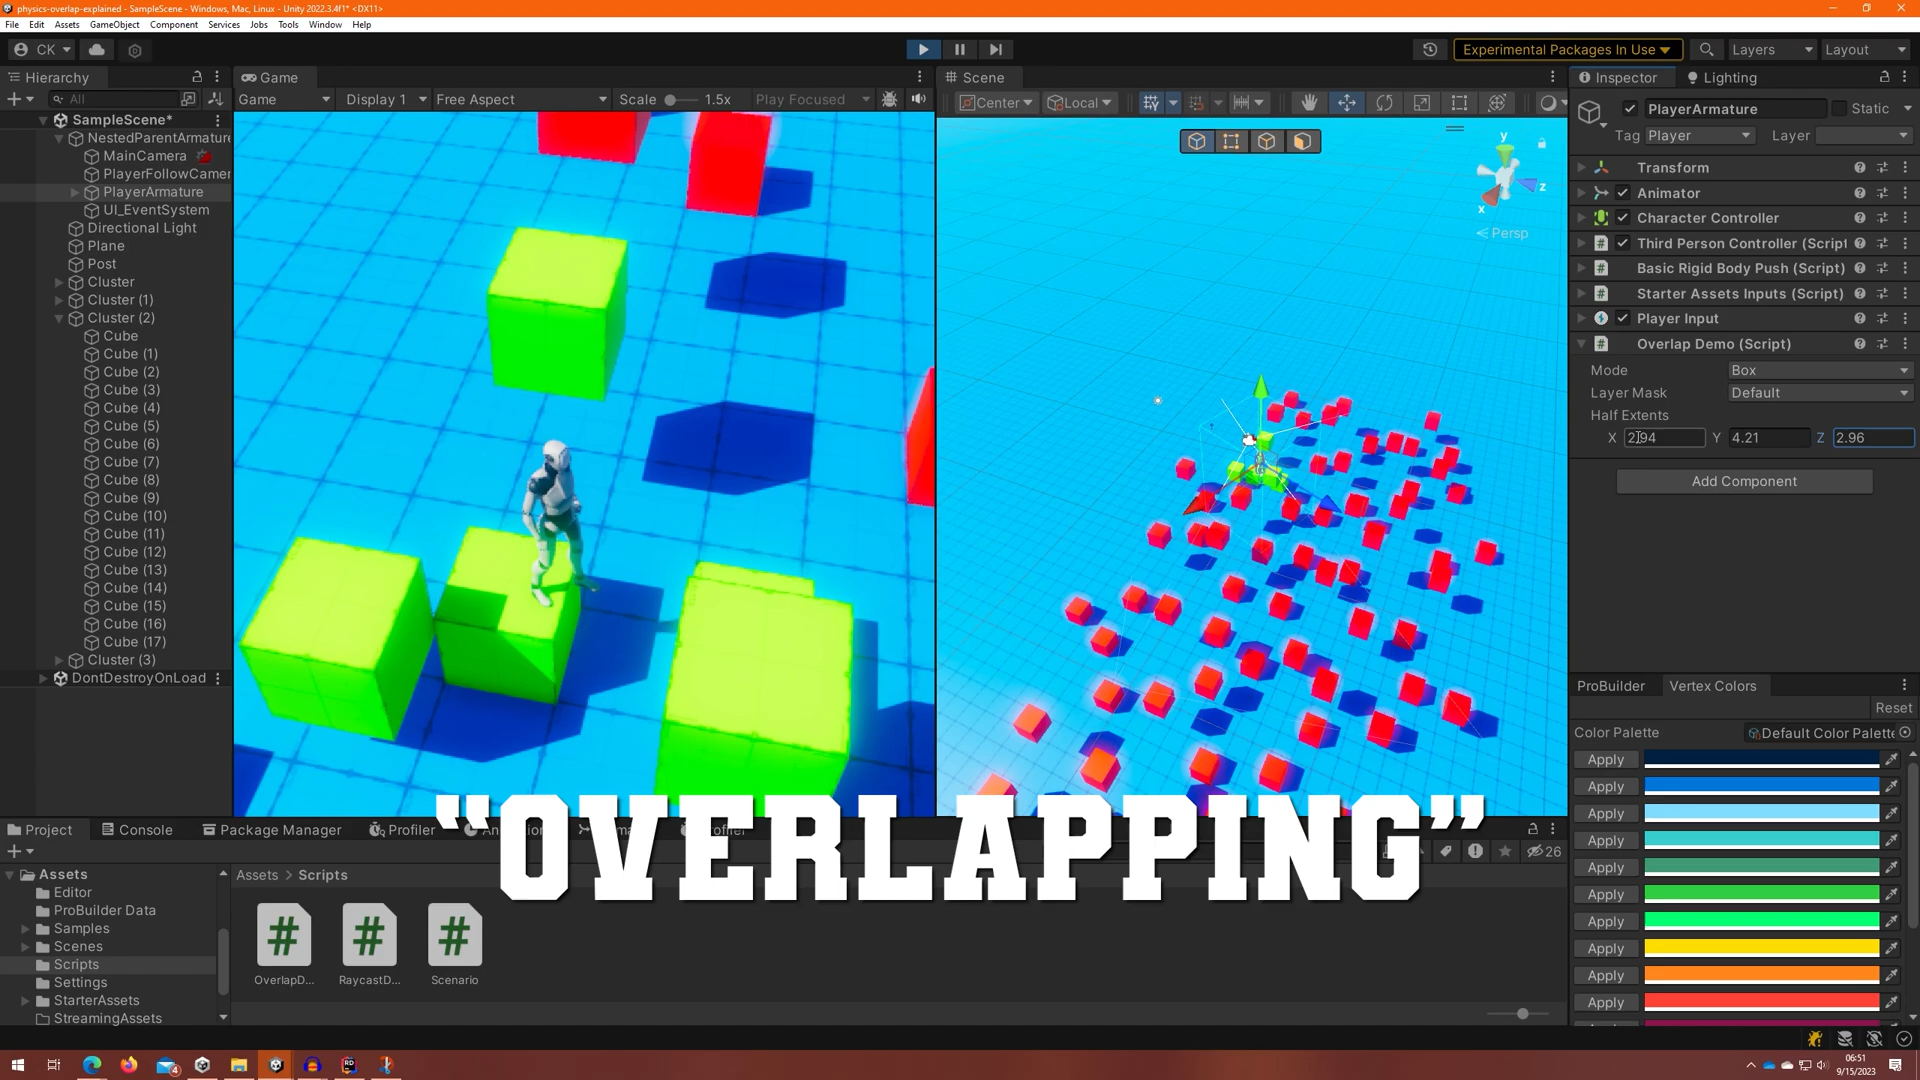 physics-overlap-explained - SampleScene - Windows, Mac, Linux - Unity 2022.3.4f1* <DX11>
File Edit Assets GameObject Component Services Jobs Tools Window Help
CK
Experimental Packages In Use
Layers
Layout
Hierarchy
All
SampleScene*
NestedParentArmature
MainCamera
PlayerFollowCamer
PlayerArmature
UI_EventSystem
Directional Light
Plane
Post
Cluster
Cluster (1)
Cluster (2)
Cube
Cube (1)
Cube (2)
Cube (3)
Cube (4)
Cube (5)
Cube (6)
Cube (7)
Cube (8)
Cube (9)
Cube (10)
Cube (11)
Cube (12)
Cube (13)
Cube (14)
Cube (15)
Cube (16)
Cube (17)
Cluster (3)
DontDestroyOnLoad
Game
Game Display 1 Free Aspect Scale 1.5x Play Focused
Scene
Center Local
y
z
x
Persp
Inspector Lighting
PlayerArmature Static
Tag Player Layer
Transform
Animator
Character Controller
Third Person Controller (Script
Basic Rigid Body Push (Script)
Starter Assets Inputs (Script)
Player Input
Overlap Demo (Script)
Mode Box
Layer Mask Default
Half Extents
X 2.94 Y 4.21 Z 2.96
Add Component
ProBuilder Vertex Colors
Reset
Color Palette Default Color Palette
Apply
Apply
Apply
Apply
Apply
Apply
Apply
Apply
Apply
Apply
Project Console Package Manager Profiler
26
Assets
Editor
ProBuilder Data
Samples
Scenes
Scripts
Settings
StarterAssets
StreamingAssets
Assets > Scripts
OverlapD... RaycastD... Scenario
“OVERLAPPING”
4
06:51
9/15/2023